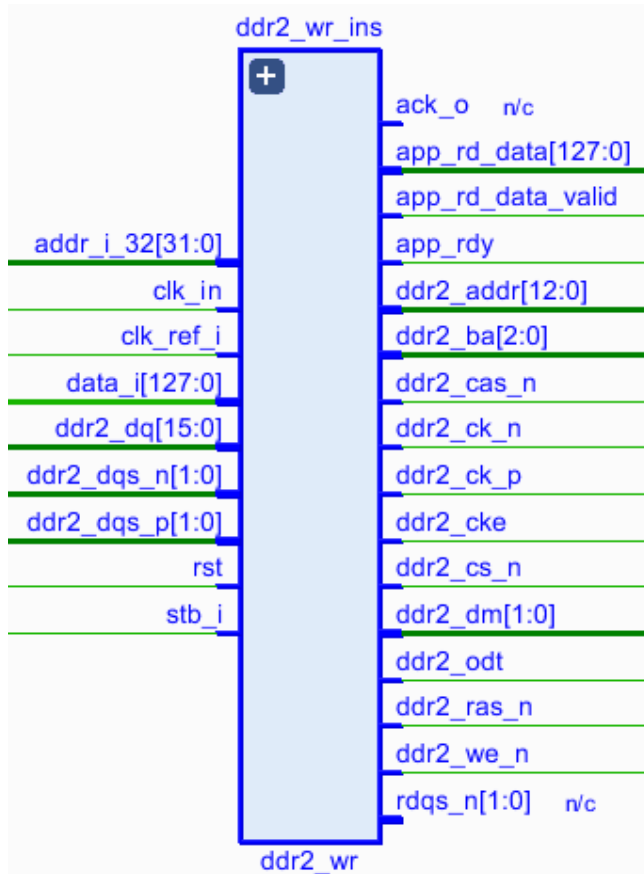 ddr2_wr_ins
addr_i_32[31:0]
clk_in
clk_ref_i
data_i[127:0]
ddr2_dq[15:0]
ddr2_dqs_n[1:0]
ddr2_dqs_p[1:0]
rst
stb_i
ack_o n/c
app_rd_data[127:0]
app_rd_data_valid
app_rdy
ddr2_addr[12:0]
ddr2_ba[2:0]
ddr2_cas_n
ddr2_ck_n
ddr2_ck_p
ddr2_cke
ddr2_cs_n
ddr2_dm[1:0]
ddr2_odt
ddr2_ras_n
ddr2_we_n
rdqs_n[1:0] n/c
ddr2_wr